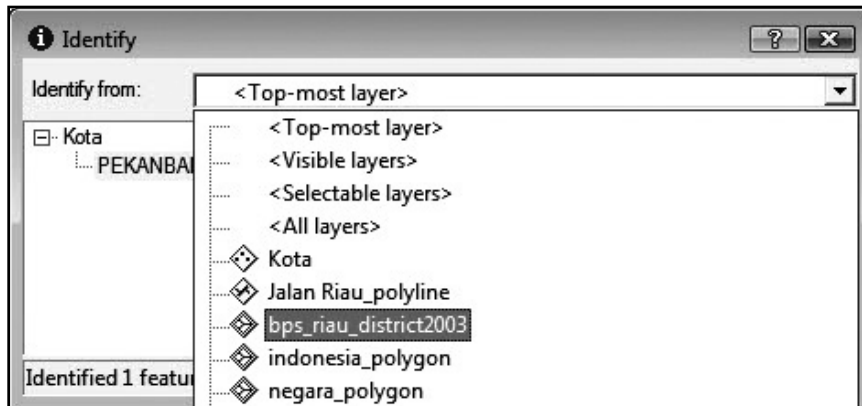 Identify
Identify from:
<Top-most layer>
Kota
<Top-most layer>
<Visible layers>
<Selectable layers>
<All layers>
Kota
Jalan Riau_polyline
bps_riau_district2003
indonesia_polygon
negara_polygon
PEKANBA
Identified 1 featu